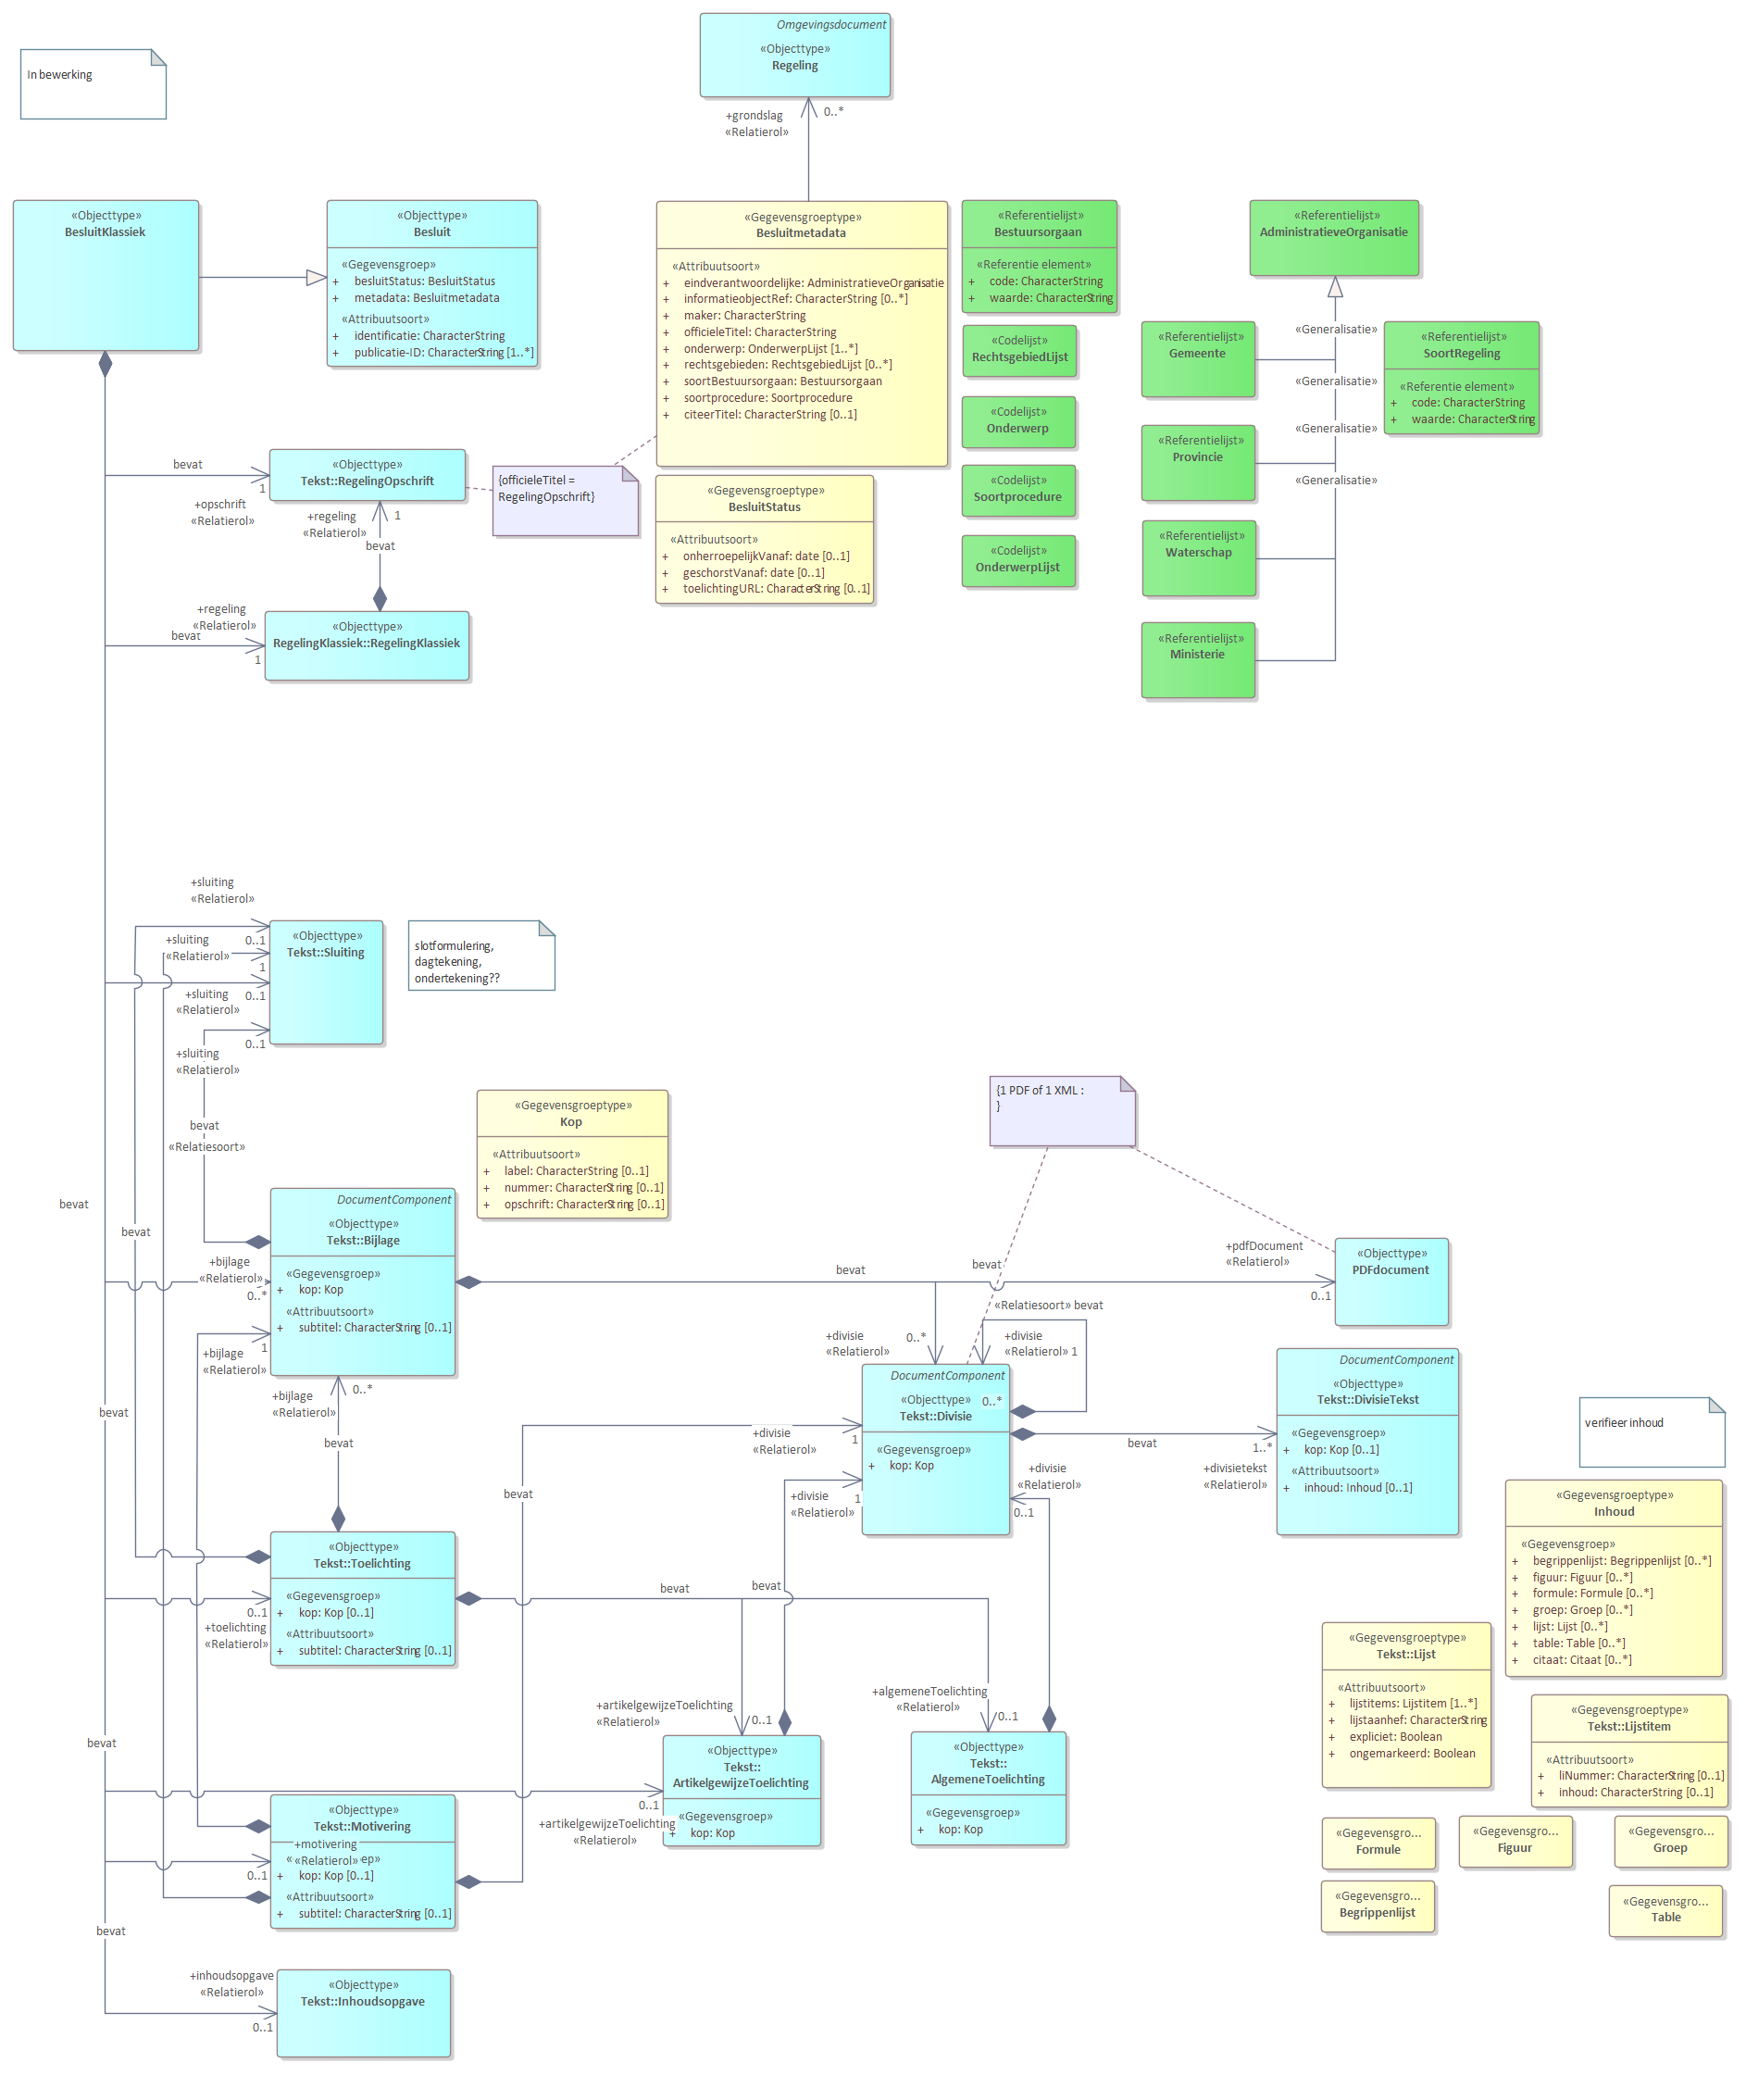 Omgevingsdocument
«Objecttype»
Regeling
In bewerking
+grondslag
«Relatierol»
0..*
«Objecttype»
BesluitKlassiek
«Objecttype»
Besluit
«Gegevensgroep»
+ besluitStatus: BesluitStatus
+ metadata: Besluitmetadata
«Attribuutsoort»
+ identificatie: CharacterString
+ publicatie-ID: CharacterString [1..*]
«Gegevensgroeptype»
Besluitmetadata
«Attribuutsoort»
+ eindverantwoordelijke: AdministratieveOrganisatie
+ informatieobjectRef: CharacterString [0..*]
+ maker: CharacterString
+ officieleTitel: CharacterString
+ onderwerp: OnderwerpLijst [1..*]
+ rechtsgebieden: RechtsgebiedLijst [0..*]
+ soortBestuursorgaan: Bestuursorgaan
+ soortprocedure: Soortprocedure
+ citeerTitel: CharacterString [0..1]
«Referentielijst»
Bestuursorgaan
«Referentie element»
+ code: CharacterString
+ waarde: CharacterString
«Codelijst»
RechtsgebiedLijst
«Codelijst»
Onderwerp
«Codelijst»
Soortprocedure
«Codelijst»
OnderwerpLijst
«Referentielijst»
AdministratieveOrganisatie
«Generalisatie»
«Generalisatie»
«Generalisatie»
«Generalisatie»
«Referentielijst»
Gemeente
«Referentielijst»
Provincie
«Referentielijst»
Waterschap
«Referentielijst»
Ministerie
«Referentielijst»
SoortRegeling
«Referentie element»
+ code: CharacterString
+ waarde: CharacterString
bevat
1
+opschrift
«Relatierol»
«Objecttype»
Tekst::RegelingOpschrift
{officieleTitel =
RegelingOpschrift}
+regeling
«Relatierol»
1
bevat
«Gegevensgroeptype»
BesluitStatus
«Attribuutsoort»
+ onherroepelijkVanaf: date [0..1]
+ geschorstVanaf: date [0..1]
+ toelichtingURL: CharacterString [0..1]
+regeling
«Relatierol»
bevat
1
«Objecttype»
RegelingKlassiek::RegelingKlassiek
+sluiting
«Relatierol»
0..1
+sluiting
«Relatierol»
1
+sluiting
«Relatierol»
0..1
0..1
+sluiting
«Relatierol»
«Objecttype»
Tekst::Sluiting
slotformulering,
dagtekening,
ondertekening??
bevat
«Relatiesoort»
bevat
bevat
«Gegevensgroeptype»
Kop
«Attribuutsoort»
+ label: CharacterString [0..1]
+ nummer: CharacterString [0..1]
+ opschrift: CharacterString [0..1]
{1 PDF of 1 XML :
}
DocumentComponent
«Objecttype»
Tekst::Bijlage
«Gegevensgroep»
+ kop: Kop
«Attribuutsoort»
+ subtitel: CharacterString [0..1]
+bijlage
«Relatierol»
0..*
1
+bijlage
«Relatierol»
+bijlage
«Relatierol»
0..*
bevat
bevat
bevat
bevat
+pdfDocument
«Relatierol»
0..1
«Objecttype»
PDFdocument
«Relatiesoort» bevat
+divisie
«Relatierol»
0..*
+divisie
«Relatierol» 1
DocumentComponent
«Objecttype»
Tekst::Divisie
0..*
«Gegevensgroep»
+ kop: Kop
+divisie
«Relatierol»
1
+divisie
«Relatierol»
1
+divisie
«Relatierol»
0..1
bevat
1..*
+divisietekst
«Relatierol»
DocumentComponent
«Objecttype»
Tekst::DivisieTekst
«Gegevensgroep»
+ kop: Kop [0..1]
«Attribuutsoort»
+ inhoud: Inhoud [0..1]
verifieer inhoud
«Gegevensgroeptype»
Inhoud
«Gegevensgroep»
+ begrippenlijst: Begrippenlijst [0..*]
+ figuur: Figuur [0..*]
+ formule: Formule [0..*]
+ groep: Groep [0..*]
+ lijst: Lijst [0..*]
+ table: Table [0..*]
+ citaat: Citaat [0..*]
bevat
«Objecttype»
Tekst::Toelichting
«Gegevensgroep»
+ kop: Kop [0..1]
«Attribuutsoort»
+ subtitel: CharacterString [0..1]
0..1
+toelichting
«Relatierol»
bevat
bevat
«Gegevensgroeptype»
Tekst::Lijst
«Attribuutsoort»
+ lijstitems: Lijstitem [1..*]
+ lijstaanhef: CharacterString
+ expliciet: Boolean
+ ongemarkeerd: Boolean
«Gegevensgroeptype»
Tekst::Lijstitem
«Attribuutsoort»
+ liNummer: CharacterString [0..1]
+ inhoud: CharacterString [0..1]
+artikelgewijzeToelichting
«Relatierol»
0..1
+algemeneToelichting
«Relatierol»
0..1
bevat
«Objecttype»
Tekst::
ArtikelgewijzeToelichting
«Gegevensgroep»
+ kop: Kop
0..1
+artikelgewijzeToelichting
«Relatierol»
«Objecttype»
Tekst::
AlgemeneToelichting
«Gegevensgroep»
+ kop: Kop
«Objecttype»
Tekst::Motivering
+motivering
«Relatierol»
0..1
+ kop: Kop [0..1]
«Attribuutsoort»
+ subtitel: CharacterString [0..1]
«Gegevensgro...
Formule
«Gegevensgro...
Figuur
«Gegevensgro...
Groep
«Gegevensgro...
Begrippenlijst
«Gegevensgro...
Table
bevat
+inhoudsopgave
«Relatierol»
0..1
«Objecttype»
Tekst::Inhoudsopgave